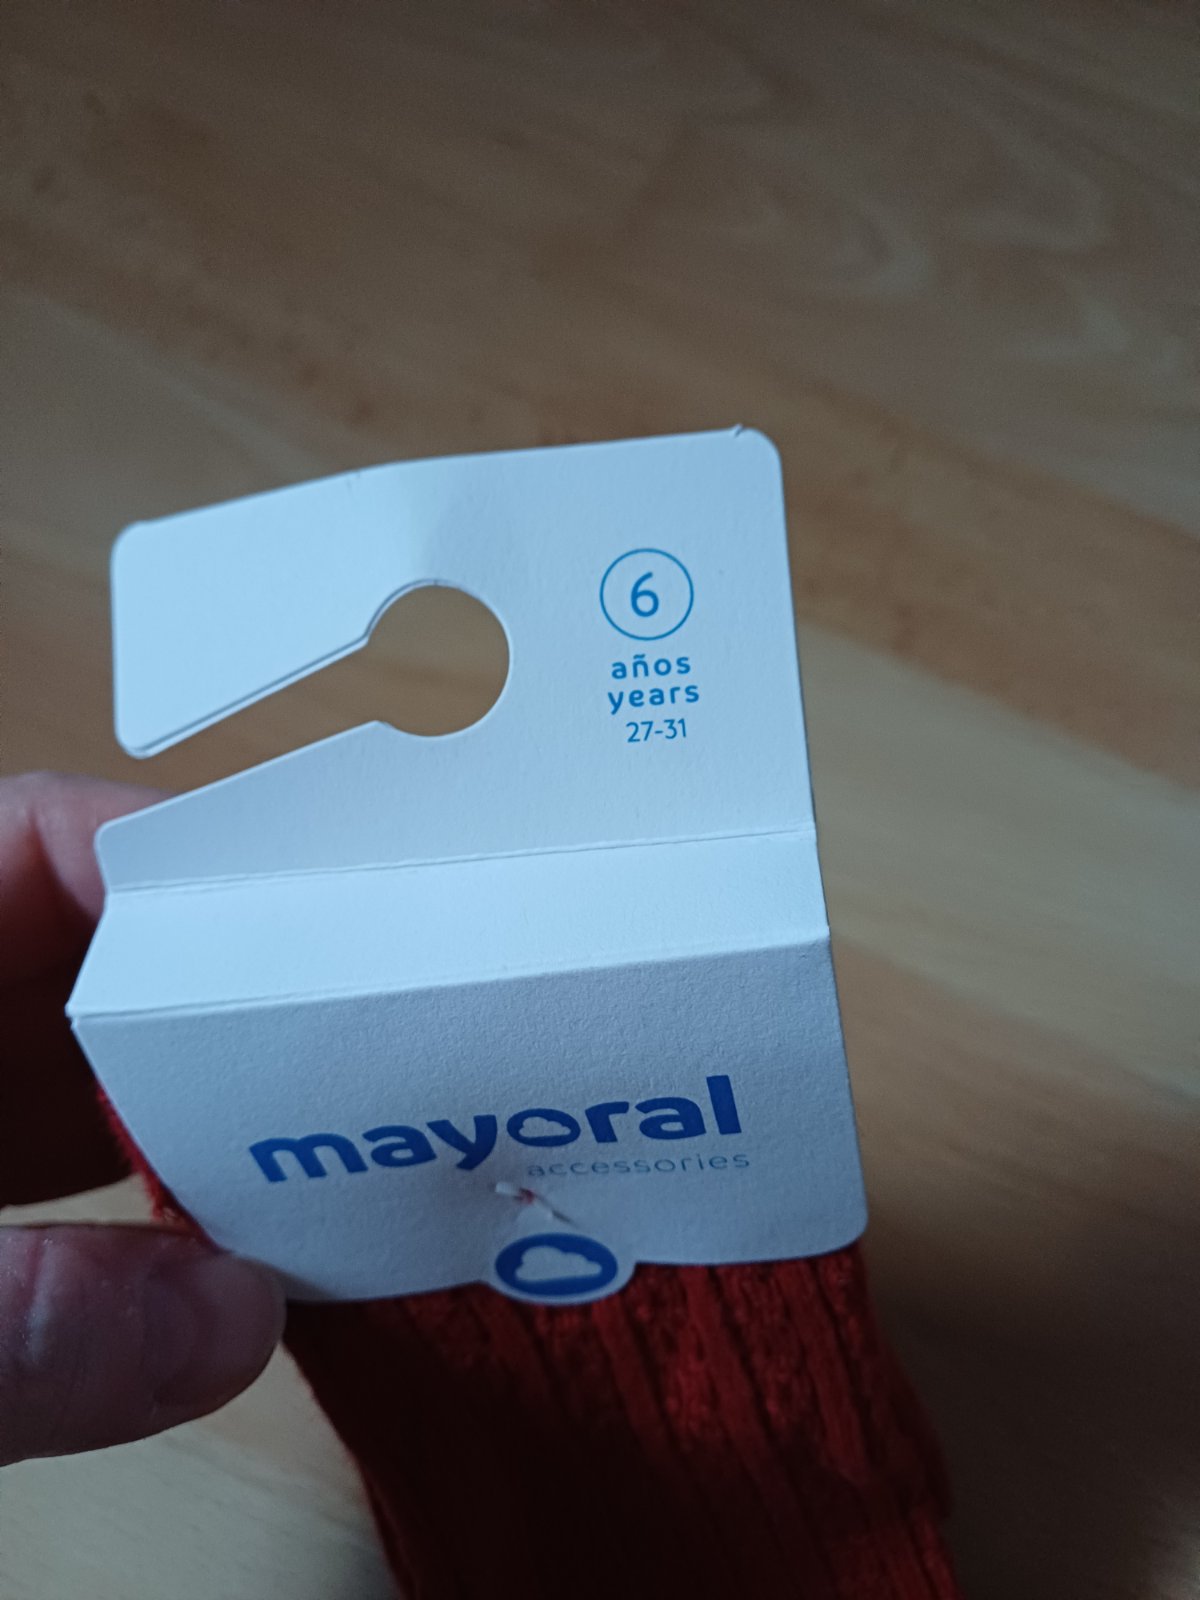 6
años
years
27-31
mayoral
accessories